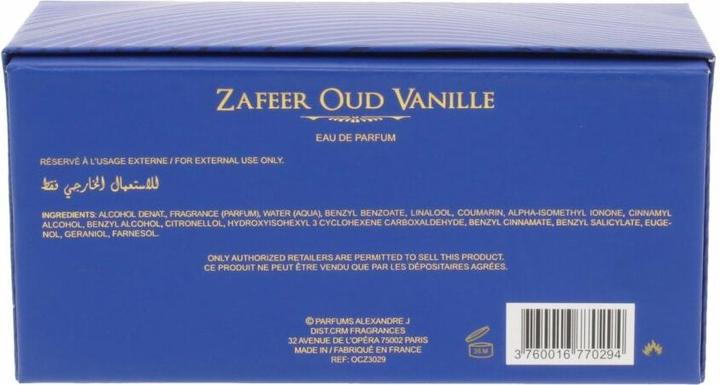 ZAFEER OUD VANILLE
EAU DE PARFUM
RÉSERVÉ À L'USAGE EXTERNE / FOR EXTERNAL USE ONLY.
للاستعمال الخارجي فقط
INGREDIENTS: ALCOHOL DENAT., FRAGRANCE (PARFUM), WATER (AQUA), BENZYL BENZOATE, LINALOOL, COUMARIN, ALPHA-ISOMETHYL IONONE, CINNAMYL
ALCOHOL, BENZYL ALCOHOL, CITRONELLOL, HYDROXYISOHEXYL 3 CYCLOHEXENE CARBOXALDEHYDE, BENZYL CINNAMATE, BENZYL SALICYLATE, EUGE-
NOL, GERANIOL, FARNESOL.
ONLY AUTHORIZED RETAILERS ARE PERMITTED TO SELL THIS PRODUCT.
CE PRODUIT NE PEUT ÊTRE VENDU QUE PAR LES DÉPOSITAIRES AGRÉES.
© PARFUMS ALEXANDRE J
DIST.CRM FRAGRANCES
32 AVENUE DE L'OPÉRA 75002 PARIS
MADE IN / FABRIQUÉ EN FRANCE
REF: OCZ3029
36 M
3 760016 770294